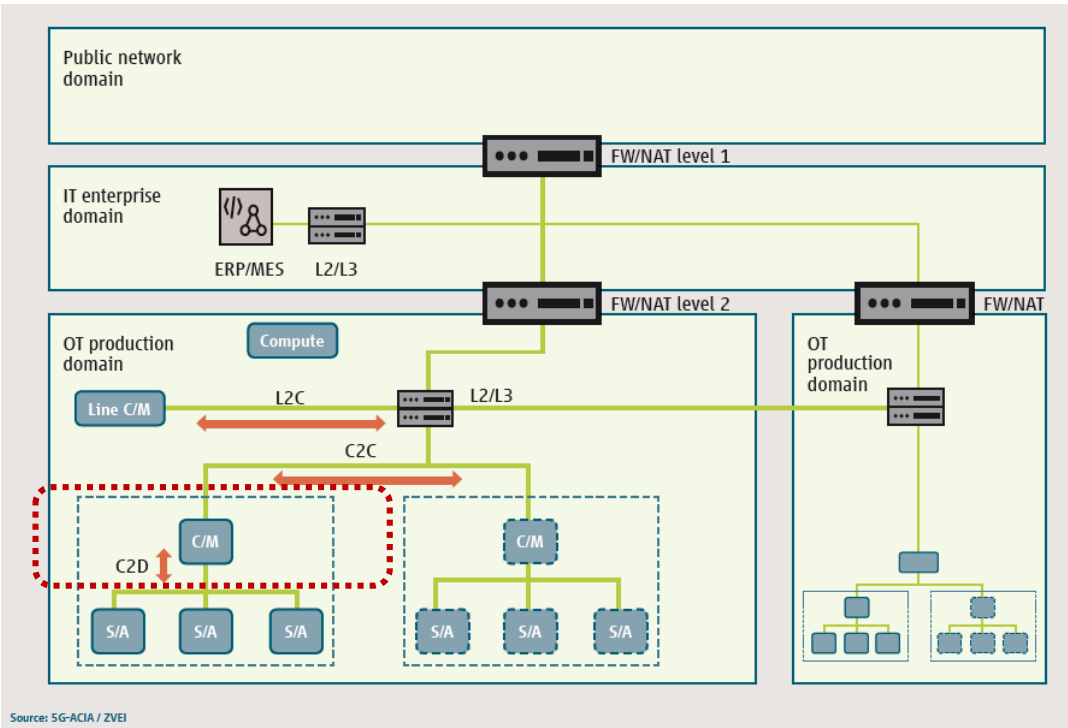 Public network
domain
FW/NAT level 1
IT enterprise
domain
ERP/MES
L2/L3
FW/NAT level 2
FW/NAT
OT production
domain
Compute
OT
production
domain
Line C/M
L2C
L2/L3
C2C
C/M
C/M
C2D
S/A
S/A
S/A
S/A
S/A
S/A
Source: 5G-ACIA / ZVEI